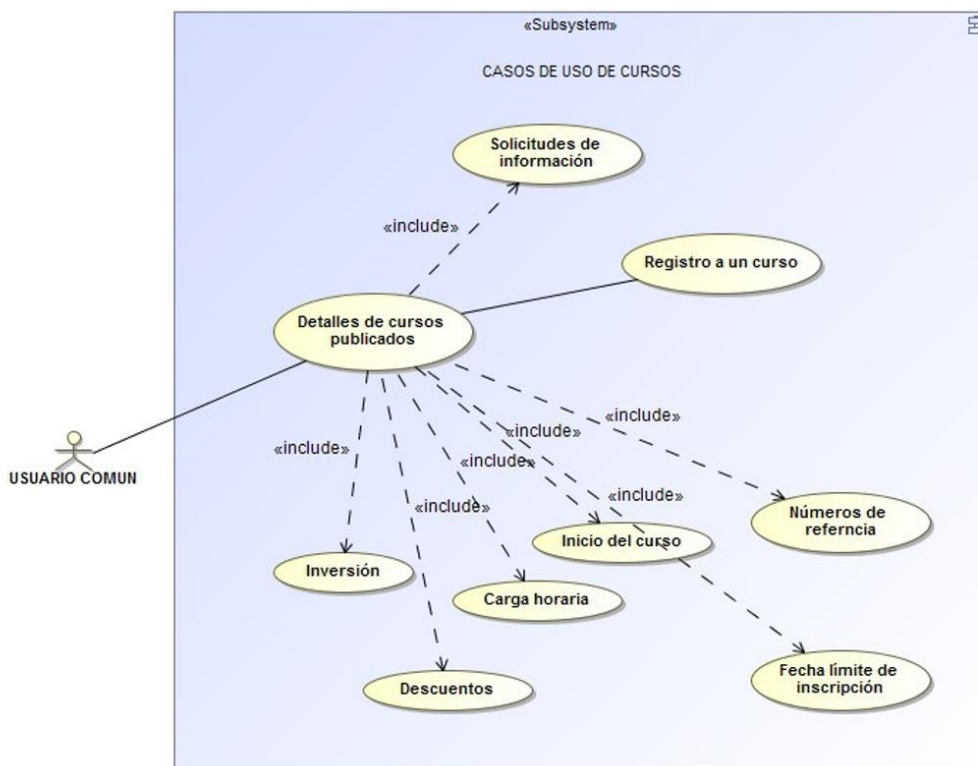 «Subsystem»
CASOS DE USO DE CURSOS
Solicitudes de
información
«include»
Registro a un curso
Detalles de cursos
publicados
USUARIO COMUN
«include»
«include»
«include»
«include»
«include»
«include»
Números de
referncia
Inicio del curso
Inversión
Carga horaria
Descuentos
Fecha límite de
inscripción